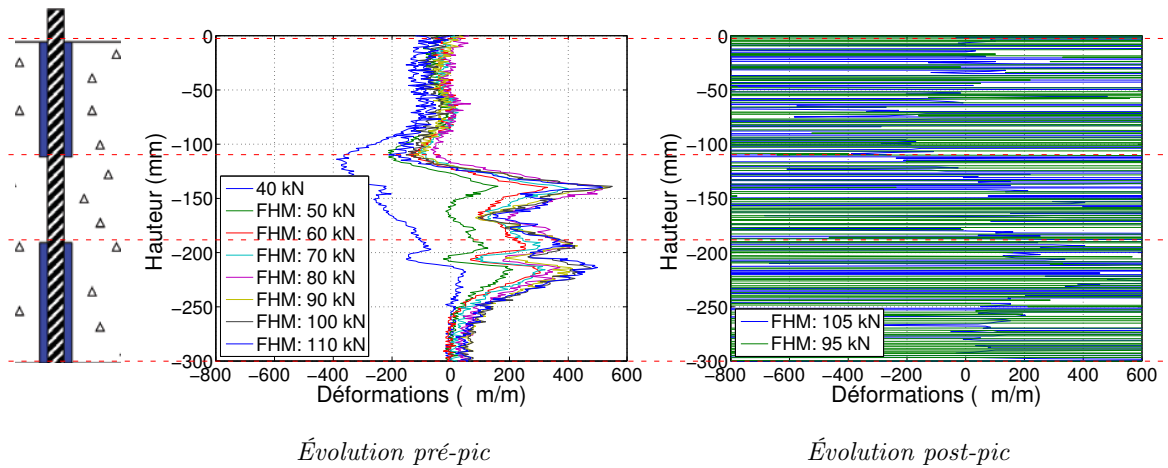 0
−50
−100
−150
−200
−250
−300
Hauteur (mm)
40 kN
FHM: 50 kN
FHM: 60 kN
FHM: 70 kN
FHM: 80 kN
FHM: 90 kN
FHM: 100 kN
FHM: 110 kN
−800 −600 −400 −200 0 200 400 600
Déformations ( m/m)
Évolution pré-pic
0
−50
−100
−150
−200
−250
−300
Hauteur (mm)
FHM: 105 kN
FHM: 95 kN
−800 −600 −400 −200 0 200 400 600
Déformations ( m/m)
Évolution post-pic